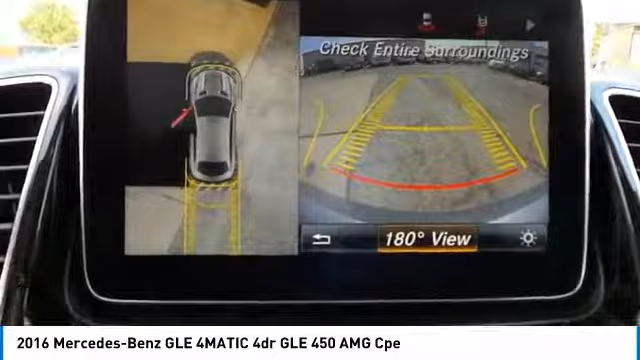 Check Entire Surroundings
180° View
2016 Mercedes-Benz GLE 4MATIC 4dr GLE 450 AMG Cpe